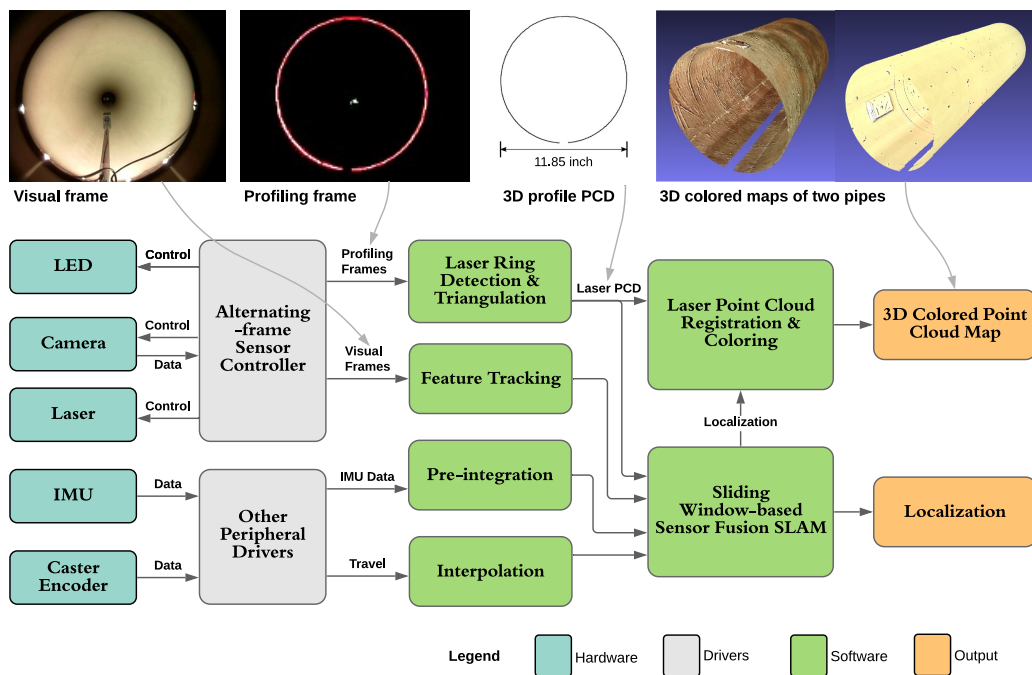 11.85 inch
Visual frame
Profiling frame
3D profile PCD
3D colored maps of two pipes
LED
Control
Alternating
-frame
Sensor
Controller
Profiling
Frames
Laser Ring
Detection &
Triangulation
Laser PCD
Laser Point Cloud
Registration &
Coloring
3D Colored Point
Cloud Map
Camera
Control
Data
Visual
Frames
Feature Tracking
Laser
Control
Localization
IMU
Data
Other
Peripheral
Drivers
IMU Data
Pre-integration
Sliding
Window-based
Sensor Fusion SLAM
Localization
Caster
Encoder
Data
Travel
Interpolation
Legend
Hardware
Drivers
Software
Output